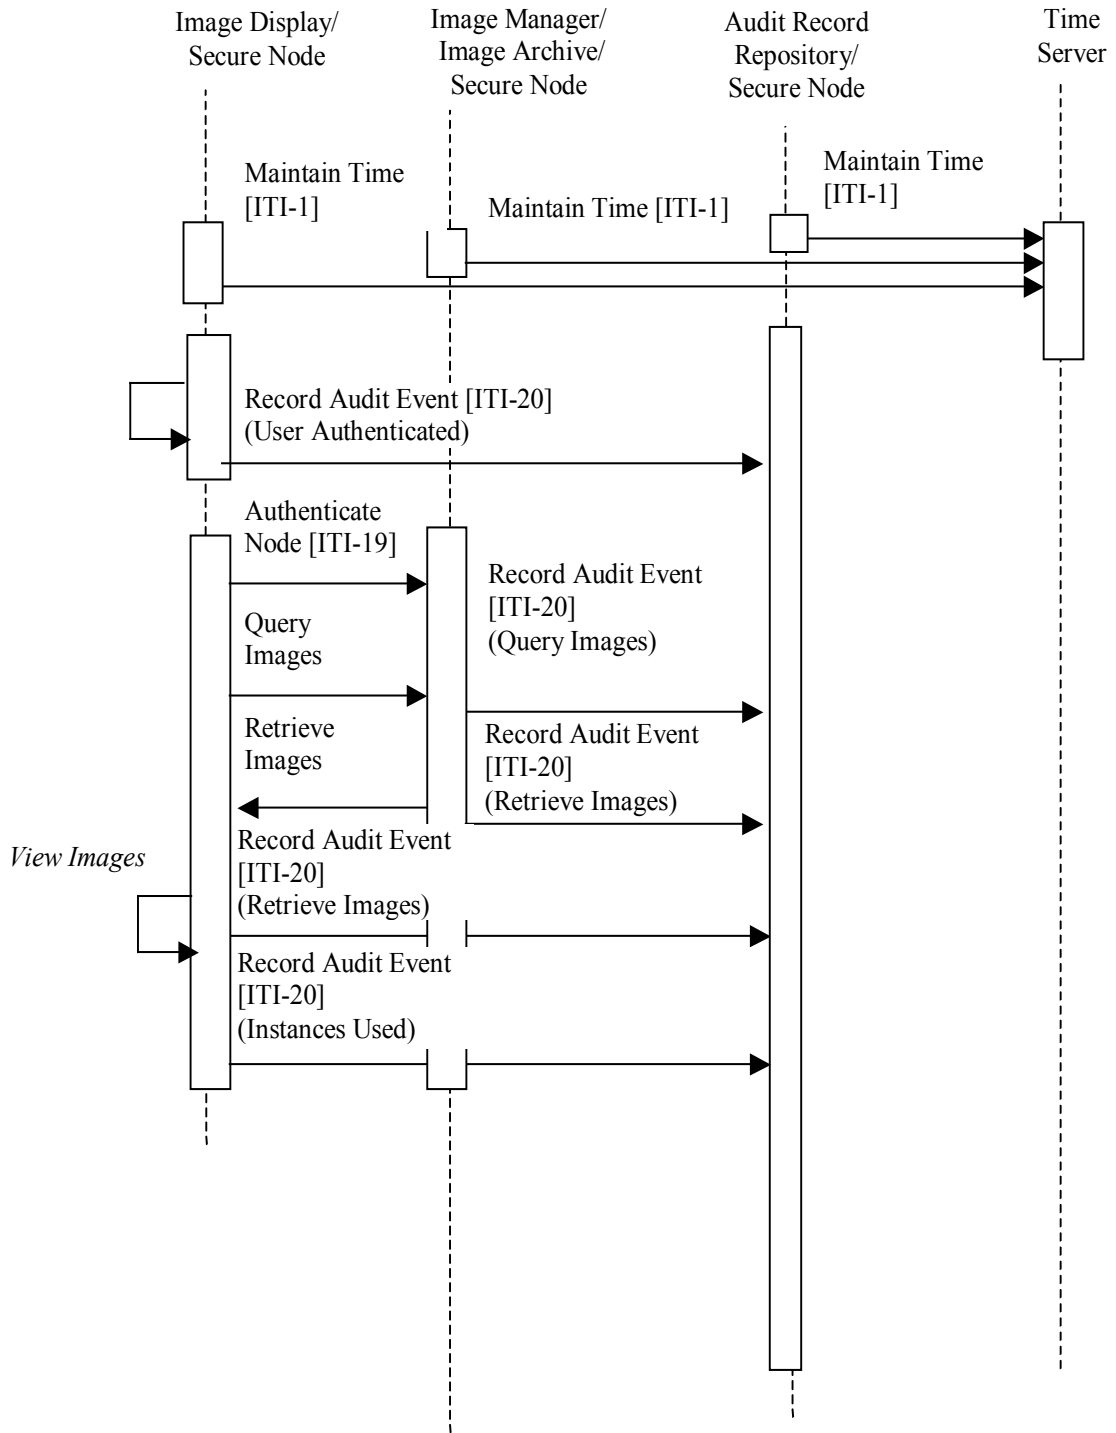 Image Display/
Secure Node
Image Manager/
Image Archive/
Secure Node
Audit Record
Repository/
Secure Node
Time
Server
Maintain Time
[ITI-1]
Maintain Time [ITI-1]
Maintain Time
[ITI-1]
Record Audit Event [ITI-20]
(User Authenticated)
Authenticate
Node [ITI-19]
Record Audit Event
[ITI-20]
(Query Images)
Query
Images
Retrieve
Images
Record Audit Event
[ITI-20]
(Retrieve Images)
View Images
Record Audit Event
[ITI-20]
(Retrieve Images)
Record Audit Event
[ITI-20]
(Instances Used)